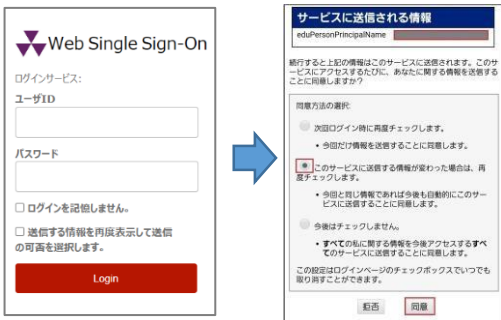 Web Single Sign-On
ログインサービス:
ユーザID
パスワード
ログインを記憶しません。
送信する情報を再度表示して送信
の可否を選択します。
Login
サービスに送信される情報
eduPersonPrincipalName
続行すると上記の情報はこのサービスに送信されます。このサ
ービスにアクセスするたびに、あなたに関する情報を送信する
ことに同意しますか?
同意方法の選択:
次回ログイン時に再度チェックします。
• 今回だけ情報を送信することに同意します。
このサービスに送信する情報が変わった場合は、再
度チェックします。
• 今回と同じ情報であれば今後も自動的にこのサー
ビスに送信することに同意します。
今後はチェックしません。
• すべての私に関する情報を今後アクセスするすべ
てのサービスに送信することに同意します。
この設定はログインページのチェックボックスでいつでも
取り消すことができます。
拒否
同意